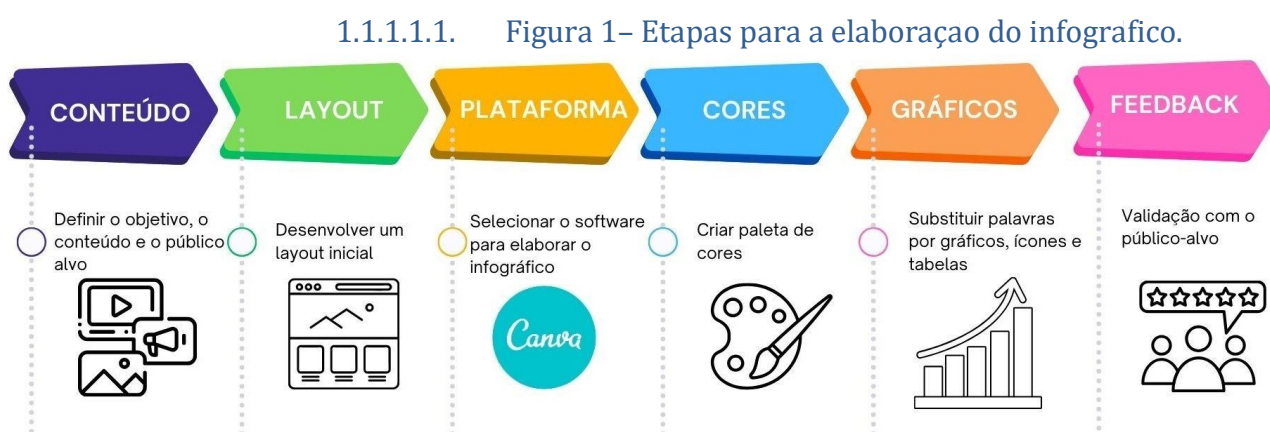 1.1.1.1.1. Figura 1– Etapas para a elaboraçao do infografico.
CONTEÚDO
LAYOUT
PLATAFORMA
CORES
GRÁFICOS
FEEDBACK
Definir o objetivo, o
conteúdo e o público
alvo
Desenvolver um
layout inicial
Selecionar o software
para elaborar o
infográfico
Canva
Criar paleta de
cores
Substituir palavras
por gráficos, ícones e
tabelas
Validação com o
público-alvo